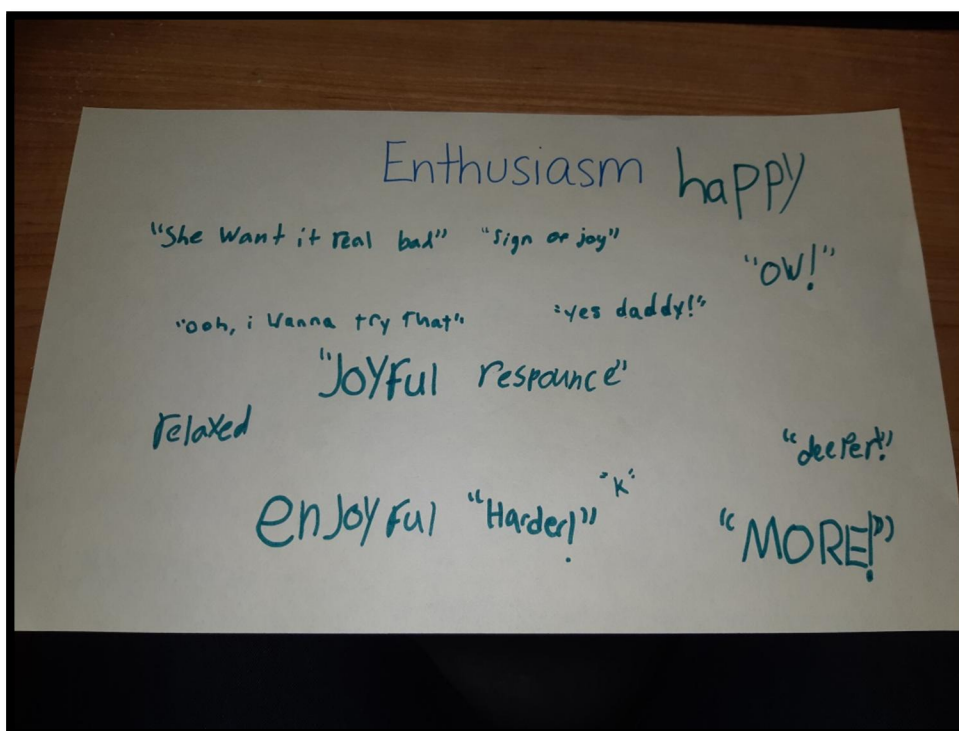 Enthusiasm happy
"She Want it real bad" "sign of joy"
"OW!"
"ooh, i Wanna try That" "yes daddy!"
"Joyful respounce"
relaxed
"deeper!"
enjoyful "Harder!" "K"
"MORE!"